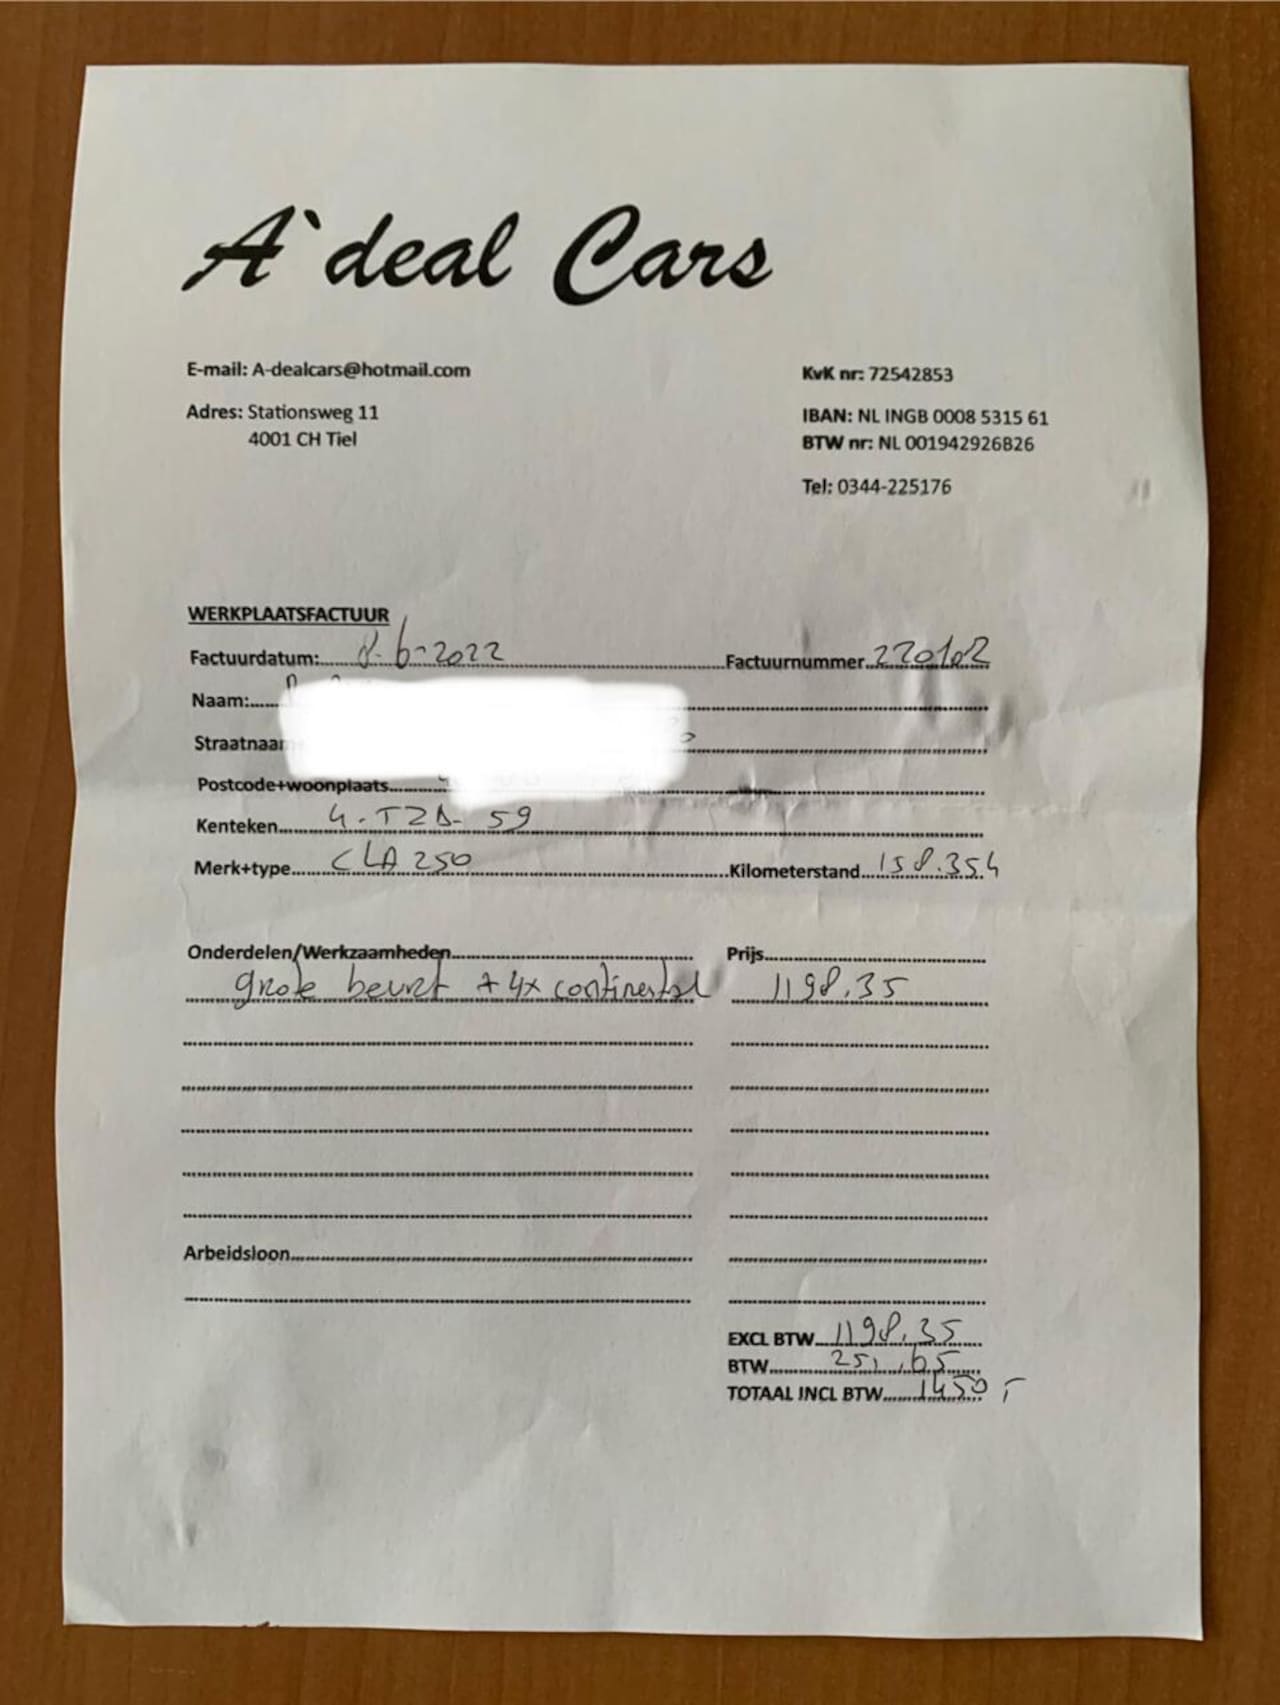 A`deal Cars
E-mail: A-dealcars@hotmail.com
KvK nr: 72542853
Adres: Stationsweg 11
4001 CH Tiel
IBAN: NL INGB 0008 5315 61
BTW nr: NL 001942926B26
Tel: 0344-225176
WERKPLAATSFACTUUR
Factuurdatum: 8-6-2022 Factuurnummer 220102
Naam:
Straatnaa
Postcode+woonplaats
Kenteken 4-TZD-59
Merk+type CLA 250 Kilometerstand 158.354
Onderdelen/Werkzaamheden Prijs
grote beurt + 4x continental 1198,35
Arbeidsloon
EXCL BTW 1198,35
BTW 251,65
TOTAAL INCL BTW 1450